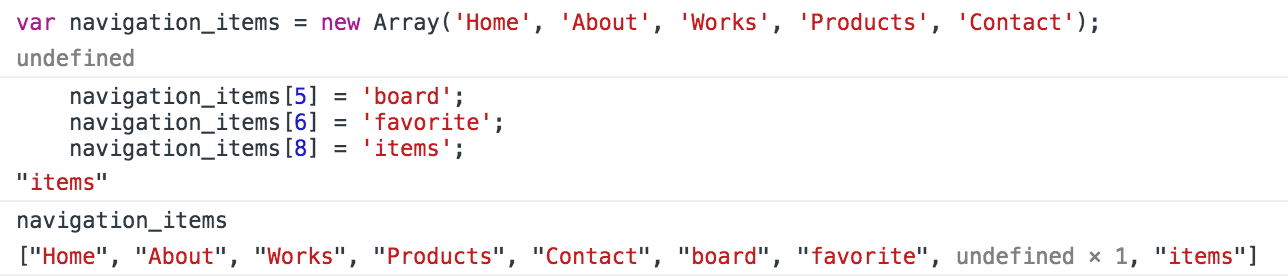 var navigation_items = new Array('Home', 'About', 'Works', 'Products', 'Contact');
undefined
    navigation_items[5] = 'board';
    navigation_items[6] = 'favorite';
    navigation_items[8] = 'items';
"items"
navigation_items
["Home", "About", "Works", "Products", "Contact", "board", "favorite", undefined × 1, "items"]